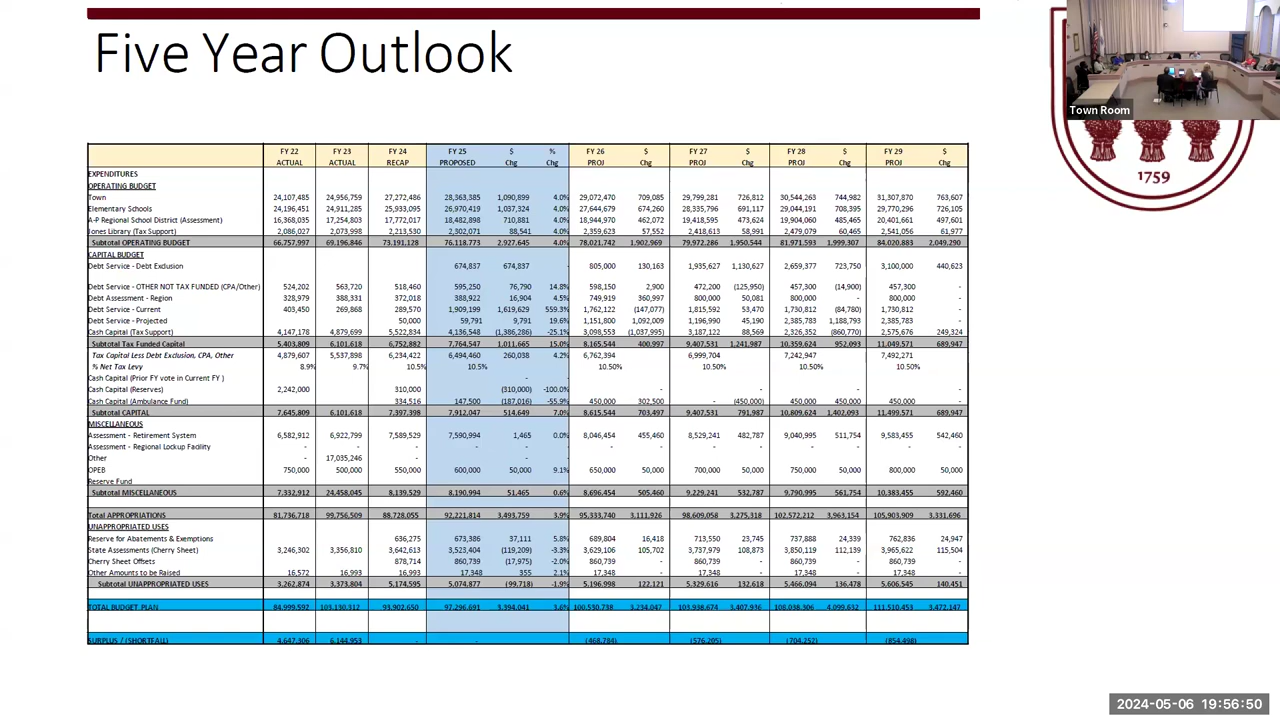 Five Year Outlook
Town Room
1759
FY 22 FY 23 FY 24 FY 25 $ % FY 26 $ FY 27 $ FY 28 $ FY 29 $
ACTUAL ACTUAL RECAP PROPOSED Chg Chg PROJ Chg PROJ Chg PROJ Chg PROJ Chg
EXPENDITURES
OPERATING BUDGET
Town 24,107,485 24,956,759 27,272,486 28,363,385 1,090,899 4.0% 29,072,470 709,085 29,799,281 726,812 30,544,263 744,982 31,307,870 763,607
Elementary Schools 24,196,451 24,911,285 25,933,095 26,970,419 1,037,324 4.0% 27,644,679 674,260 28,335,796 691,117 29,044,191 708,395 29,770,296 726,105
A-P Regional School District (Assessment) 16,368,035 17,254,803 17,772,017 18,482,898 710,881 4.0% 18,944,970 462,072 19,418,595 473,624 19,904,060 485,465 20,401,661 497,601
Jones Library (Tax Support) 2,086,027 2,073,998 2,213,530 2,302,071 88,541 4.0% 2,359,623 57,552 2,418,613 58,991 2,479,079 60,465 2,541,056 61,977
Subtotal OPERATING BUDGET 66,757,997 69,196,846 73,191,128 76,118,773 2,927,645 4.0% 78,021,742 1,902,969 79,972,286 1,950,544 81,971,593 1,999,307 84,020,883 2,049,290
CAPITAL BUDGET
Debt Service - Debt Exclusion 674,837 674,837 - 805,000 130,163 1,935,627 1,130,627 2,659,377 723,750 3,100,000 440,623
Debt Service - OTHER NOT TAX FUNDED (CPA/Other) 524,202 563,720 518,460 595,250 76,790 14.8% 598,150 2,900 472,200 (125,950) 457,300 (14,900) 457,300 -
Debt Assessment - Region 328,979 388,331 372,018 388,922 16,904 4.5% 749,919 360,997 800,000 50,081 800,000 - 800,000 -
Debt Service - Current 403,450 269,868 289,570 1,909,199 1,619,629 559.3% 1,762,122 (147,077) 1,815,592 53,470 1,730,812 (84,780) 1,730,812 -
Debt Service - Projected 50,000 59,791 9,791 19.6% 1,151,800 1,092,009 1,196,990 45,190 2,385,783 1,188,793 2,385,783 -
Cash Capital (Tax Support) 4,147,178 4,879,699 5,522,834 4,136,548 (1,386,286) -25.1% 3,098,553 (1,037,995) 3,187,122 88,569 2,326,352 (860,770) 2,575,676 249,324
Subtotal Tax Funded Capital 5,403,809 6,101,618 6,752,882 7,764,547 1,011,665 15.0% 8,165,544 400,997 9,407,531 1,241,987 10,359,624 952,093 11,049,571 689,947
Tax Capital Less Debt Exclusion, CPA, Other 4,879,607 5,537,898 6,234,422 6,494,460 260,038 4.2% 6,762,394 6,999,704 7,242,947 7,492,271
% Net Tax Levy 8.9% 9.7% 10.5% 10.5% 10.50% 10.50% 10.50% 10.50%
Cash Capital (Prior FY vote in Current FY ) - -
Cash Capital (Reserves) 2,242,000 310,000 (310,000) -100.0% - - - -
Cash Capital (Ambulance Fund) 334,516 147,500 (187,016) -55.9% 450,000 302,500 - (450,000) 450,000 450,000 450,000 -
Subtotal CAPITAL 7,645,809 6,101,618 7,397,398 7,912,047 514,649 7.0% 8,615,544 703,497 9,407,531 791,987 10,809,624 1,402,093 11,499,571 689,947
MISCELLANEOUS
Assessment - Retirement System 6,582,912 6,922,799 7,589,529 7,590,994 1,465 0.0% 8,046,454 455,460 8,529,241 482,787 9,040,995 511,754 9,583,455 542,460
Assessment - Regional Lockup Facility - - - - - - - - - - - -
Other - 17,035,246 - - -
OPEB 750,000 500,000 550,000 600,000 50,000 9.1% 650,000 50,000 700,000 50,000 750,000 50,000 800,000 50,000
Reserve Fund
Subtotal MISCELLANEOUS 7,332,912 24,458,045 8,139,529 8,190,994 51,465 0.6% 8,696,454 505,460 9,229,241 532,787 9,790,995 561,754 10,383,455 592,460
Total APPROPRIATIONS 81,736,718 99,756,509 88,728,055 92,221,814 3,493,759 3.9% 95,333,740 3,111,926 98,609,058 3,275,318 102,572,212 3,963,154 105,903,909 3,331,696
UNAPPROPRIATED USES
Reserve for Abatements & Exemptions 636,275 673,386 37,111 5.8% 689,804 16,418 713,550 23,745 737,888 24,339 762,836 24,947
State Assessments (Cherry Sheet) 3,246,302 3,356,810 3,642,613 3,523,404 (119,209) -3.3% 3,629,106 105,702 3,737,979 108,873 3,850,119 112,139 3,965,622 115,504
Cherry Sheet Offsets 878,714 860,739 (17,975) -2.0% 860,739 - 860,739 - 860,739 - 860,739 -
Other Amounts to be Raised 16,572 16,993 16,993 17,348 355 2.1% 17,348 - 17,348 - 17,348 - 17,348 -
Subtotal UNAPPROPRIATED USES 3,262,874 3,373,804 5,174,595 5,074,877 (99,718) -1.9% 5,196,998 122,121 5,329,616 132,618 5,466,094 136,478 5,606,545 140,451
TOTAL BUDGET PLAN 84,999,592 103,130,312 93,902,650 97,296,691 3,394,041 3.6% 100,530,738 3,234,047 103,938,674 3,407,936 108,038,306 4,099,632 111,510,453 3,472,147
SURPLUS / (SHORTFALL) 4,647,306 6,144,953 - - (468,784) (576,205) (704,252) (854,498)
2024-05-06 19:56:50